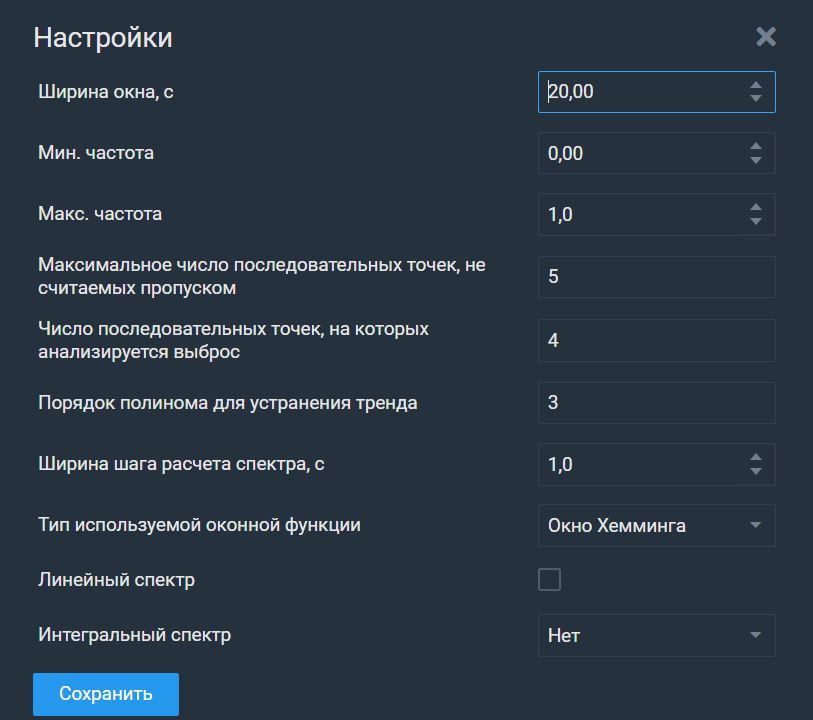 Настройки
Ширина окна, с
20,00
Мин. частота
0,00
Макс. частота
1,0
Максимальное число последовательных точек, не
считаемых пропуском
5
Число последовательных точек, на которых
анализируется выброс
4
Порядок полинома для устранения тренда
3
Ширина шага расчета спектра, с
1,0
Тип используемой оконной функции
Окно Хемминга
Линейный спектр
Интегральный спектр
Нет
Сохранить